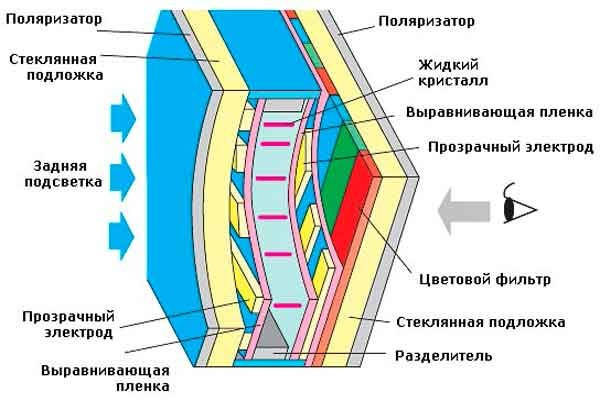 Поляризатор
Стеклянная
подложка
Задняя
подсветка
Прозрачный
электрод
Выравнивающая
пленка
Поляризатор
Жидкий
кристалл
Выравнивающая пленка
Прозрачный электрод
Цветовой фильтр
Стеклянная подложка
Разделитель